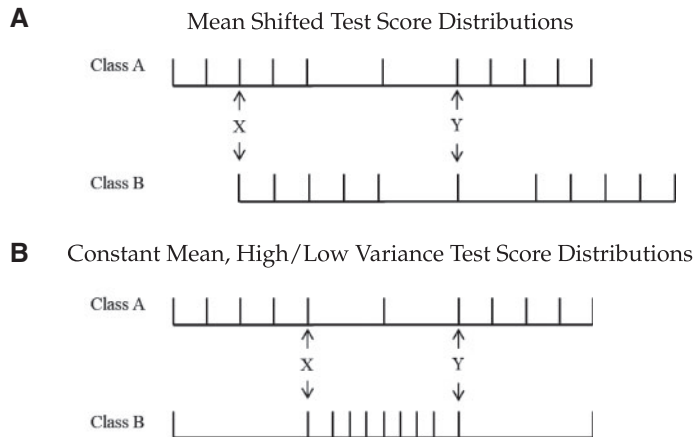 A
Mean Shifted Test Score Distributions
Class A
X Y
Class B
B
Constant Mean, High/Low Variance Test Score Distributions
Class A
X Y
Class B